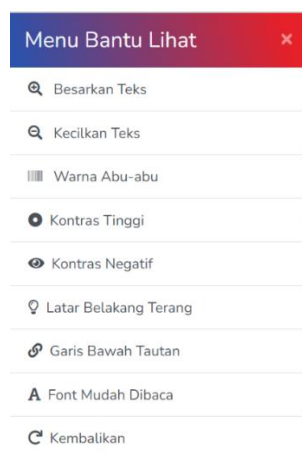 Menu Bantu Lihat ×
Besarkan Teks
Kecilkan Teks
Warna Abu-abu
Kontras Tinggi
Kontras Negatif
Latar Belakang Terang
Garis Bawah Tautan
A Font Mudah Dibaca
Kembalikan